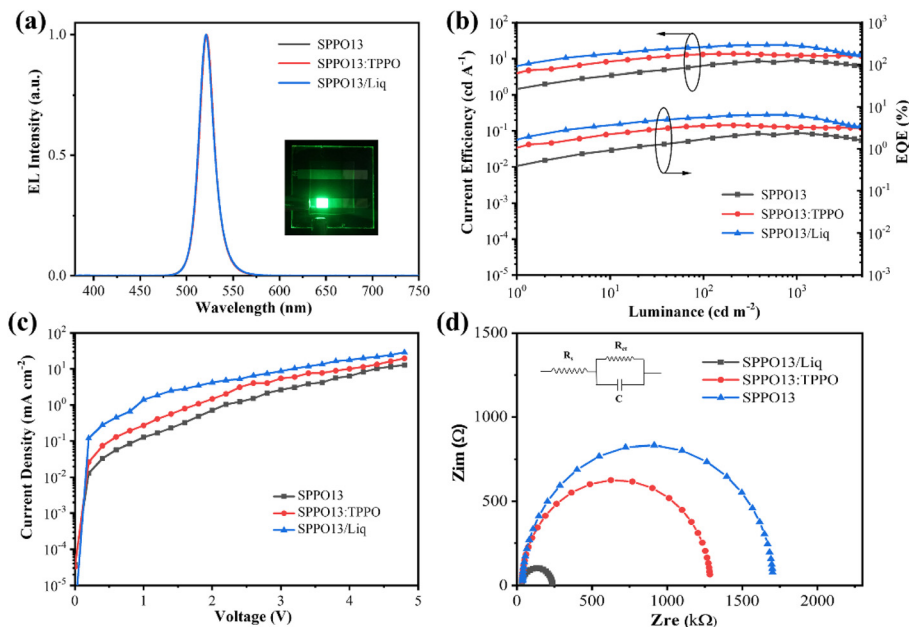 (a)
EL Intensity (a.u.)
1.0
0.5
0.0
SPPO13
SPPO13:TPPO
SPPO13/Liq
400 450 500 550 600 650 700 750
Wavelength (nm)
(b)
Current Efficiency (cd A⁻¹)
10²
10¹
10⁰
10⁻¹
10⁻²
10⁻³
10⁻⁴
10⁻⁵
EQE (%)
10³
10²
10¹
10⁰
10⁻¹
10⁻²
10⁻³
SPPO13
SPPO13:TPPO
SPPO13/Liq
10⁰ 10¹ 10² 10³
Luminance (cd m⁻²)
(c)
Current Density (mA cm⁻²)
10²
10¹
10⁰
10⁻¹
10⁻²
10⁻³
10⁻⁴
10⁻⁵
SPPO13
SPPO13:TPPO
SPPO13/Liq
0 1 2 3 4 5
Voltage (V)
(d)
Zim (Ω)
1500
1000
500
0
Rct
C
SPPO13/Liq
SPPO13:TPPO
SPPO13
0 500 1000 1500 2000
Zre (kΩ)